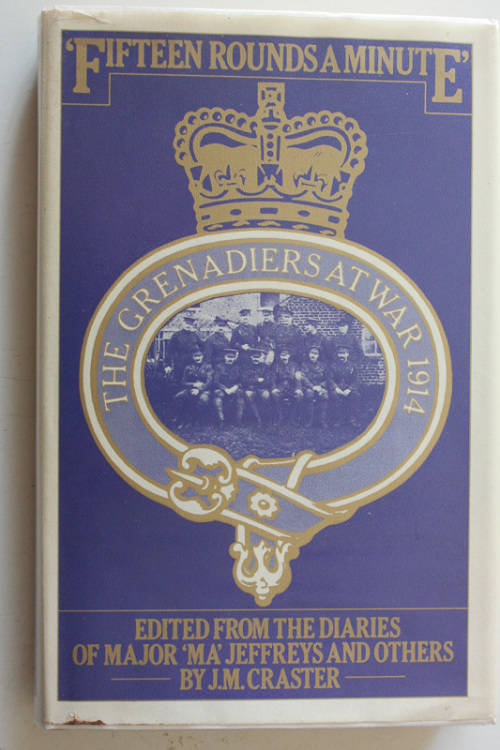 'FIFTEEN ROUNDS A MINUTE'
THE GRENADIERS AT WAR 1914
EDITED FROM THE DIARIES
OF MAJOR 'MA' JEFFREYS AND OTHERS
BY J.M. CRASTER